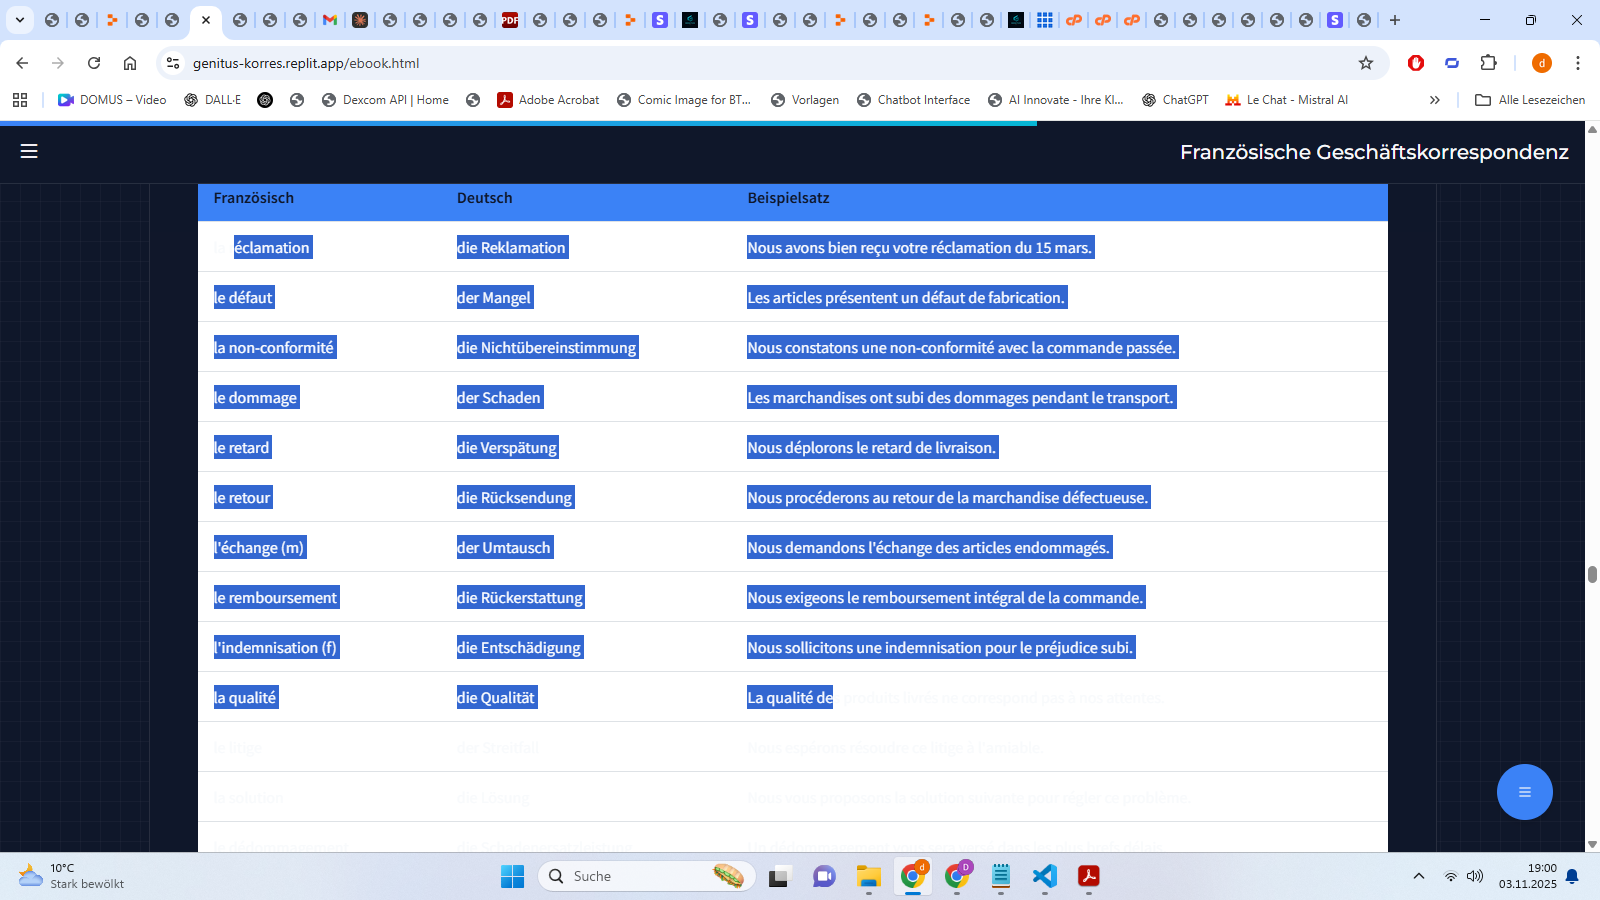 genitus-korres.replit.app/ebook.html
DOMUS – Video
DALL·E
Dexcom API | Home
Adobe Acrobat
Comic Image for BT...
Vorlagen
Chatbot Interface
AI Innovate - Ihre KI...
ChatGPT
Le Chat - Mistral AI
Alle Lesezeichen
Französische Geschäftskorrespondenz
Französisch Deutsch Beispielsatz
éclamation die Reklamation Nous avons bien reçu votre réclamation du 15 mars.
le défaut der Mangel Les articles présentent un défaut de fabrication.
la non-conformité die Nichtübereinstimmung Nous constatons une non-conformité avec la commande passée.
le dommage der Schaden Les marchandises ont subi des dommages pendant le transport.
le retard die Verspätung Nous déplorons le retard de livraison.
le retour die Rücksendung Nous procéderons au retour de la marchandise défectueuse.
l'échange (m) der Umtausch Nous demandons l'échange des articles endommagés.
le remboursement die Rückerstattung Nous exigeons le remboursement intégral de la commande.
l'indemnisation (f) die Entschädigung Nous sollicitons une indemnisation pour le préjudice subi.
la qualité die Qualität La qualité de
10°C
Stark bewölkt
Suche
19:00
03.11.2025